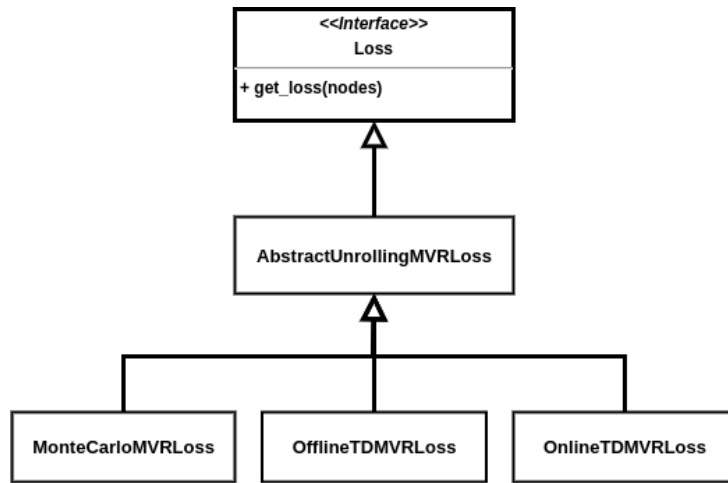 <<Interface>>
Loss
+ get_loss(nodes)
AbstractUnrollingMVRLoss
MonteCarloMVRLoss
OfflineTDMVRLoss
OnlineTDMVRLoss